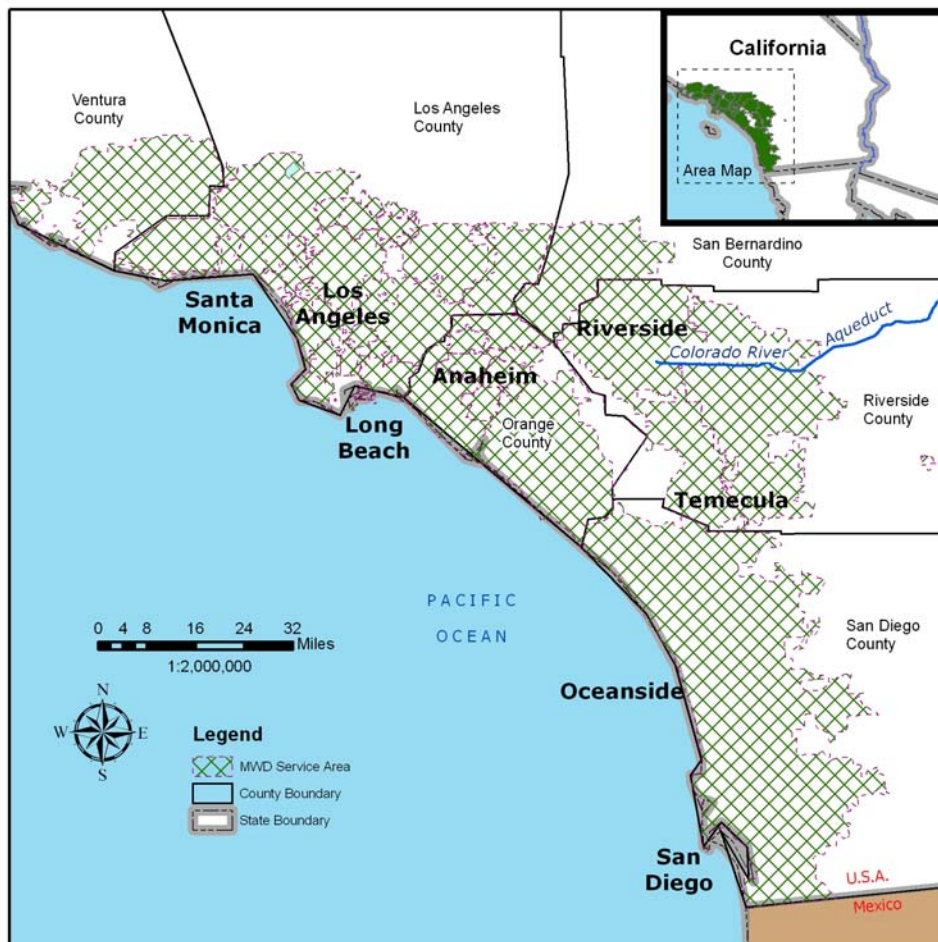 California
Area Map
Ventura
County
Los Angeles
County
San Bernardino
County
Santa
Monica
Los
Angeles
Riverside
Colorado River
Aqueduct
Anaheim
Long
Beach
Orange
County
Riverside
County
Temecula
PACIFIC
OCEAN
San Diego
County
0 4 8 16 24 32
Miles
1:2,000,000
Oceanside
N
W E
S
Legend
MWD Service Area
County Boundary
State Boundary
San
Diego
U.S.A.
Mexico